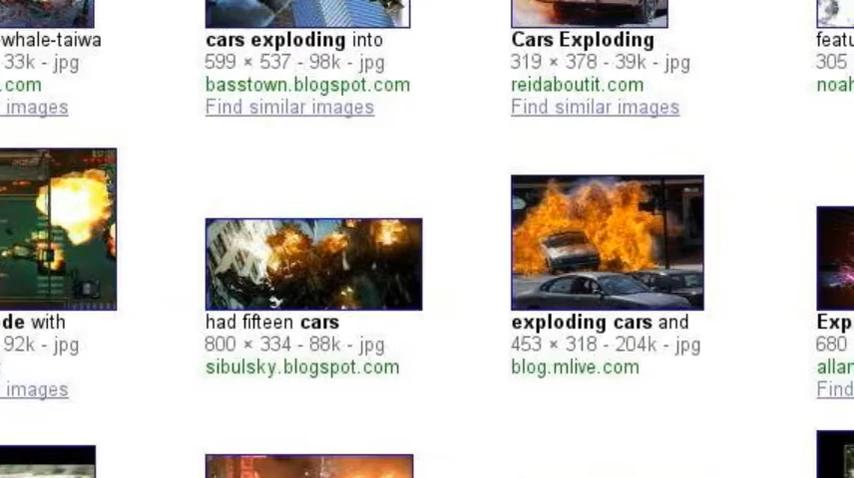 whale-taiwa
33k - jpg
.com
images
cars exploding into
599 × 537 - 98k - jpg
basstown.blogspot.com
Find similar images
Cars Exploding
319 × 378 - 39k - jpg
reidaboutit.com
Find similar images
featu
305
noah
de with
92k - jpg
images
had fifteen cars
800 × 334 - 88k - jpg
sibulsky.blogspot.com
exploding cars and
453 × 318 - 204k - jpg
blog.mlive.com
Exp
680
allar
Find